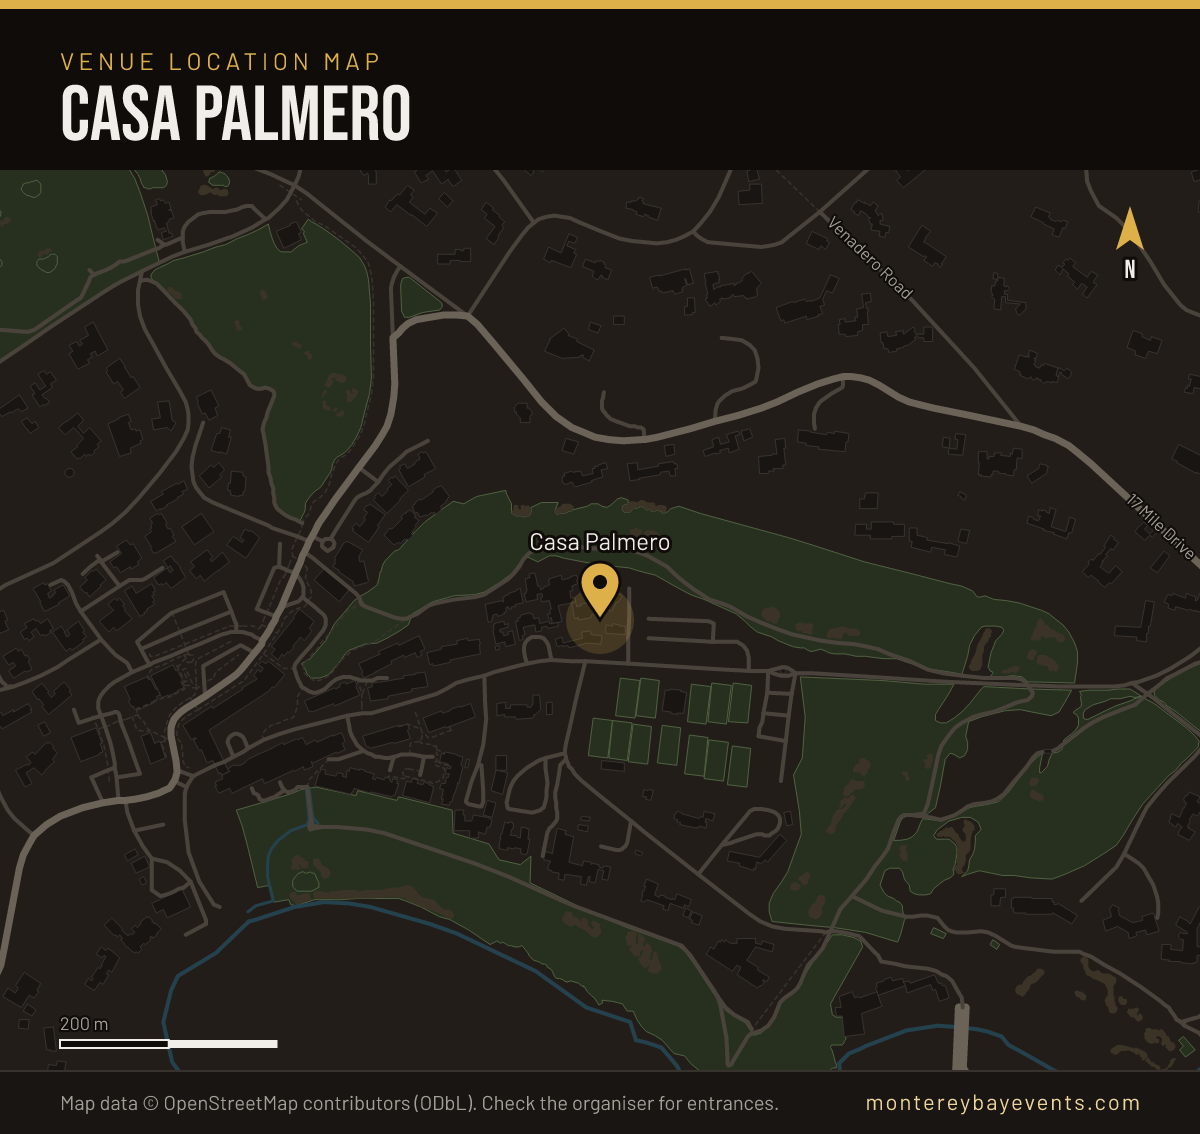 VENUE LOCATION MAP
CASA PALMERO
Venadero Road
N
17 Mile Drive
Casa Palmero
200 m
Map data © OpenStreetMap contributors (ODbL). Check the organiser for entrances.
montereybayevents.com